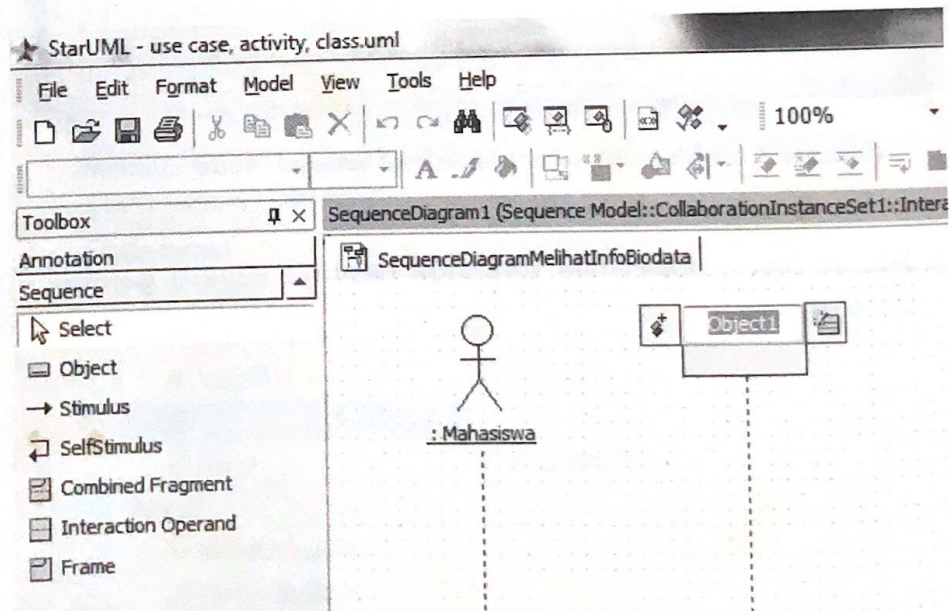 StarUML - use case, activity, class.uml
File Edit Format Model View Tools Help
100%
A
Toolbox
SequenceDiagram1 (Sequence Model::CollaborationInstanceSet1::Intera
Annotation
SequenceDiagramMelihatInfoBiodata
Sequence
Select
Object
Stimulus
SelfStimulus
Combined Fragment
Interaction Operand
Frame
: Mahasiswa
Object1